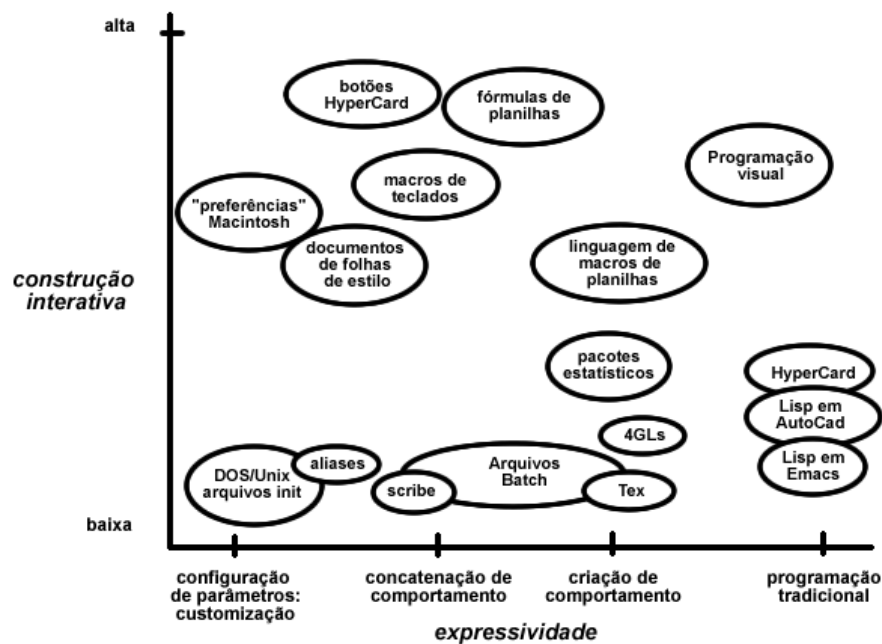 alta
botões
HyperCard
fórmulas de
planilhas
Programação
visual
macros de
teclados
"preferências"
Macintosh
documentos
de folhas
de estilo
linguagem de
macros de
planilhas
construção
interativa
pacotes
estatísticos
HyperCard
Lisp em
AutoCad
4GLs
Lisp em
Emacs
aliases
DOS/Unix
arquivos init
Arquivos
Batch
scribe
Tex
baixa
configuração
de parâmetros:
customização
concatenação de
comportamento
criação de
comportamento
programação
tradicional
expressividade